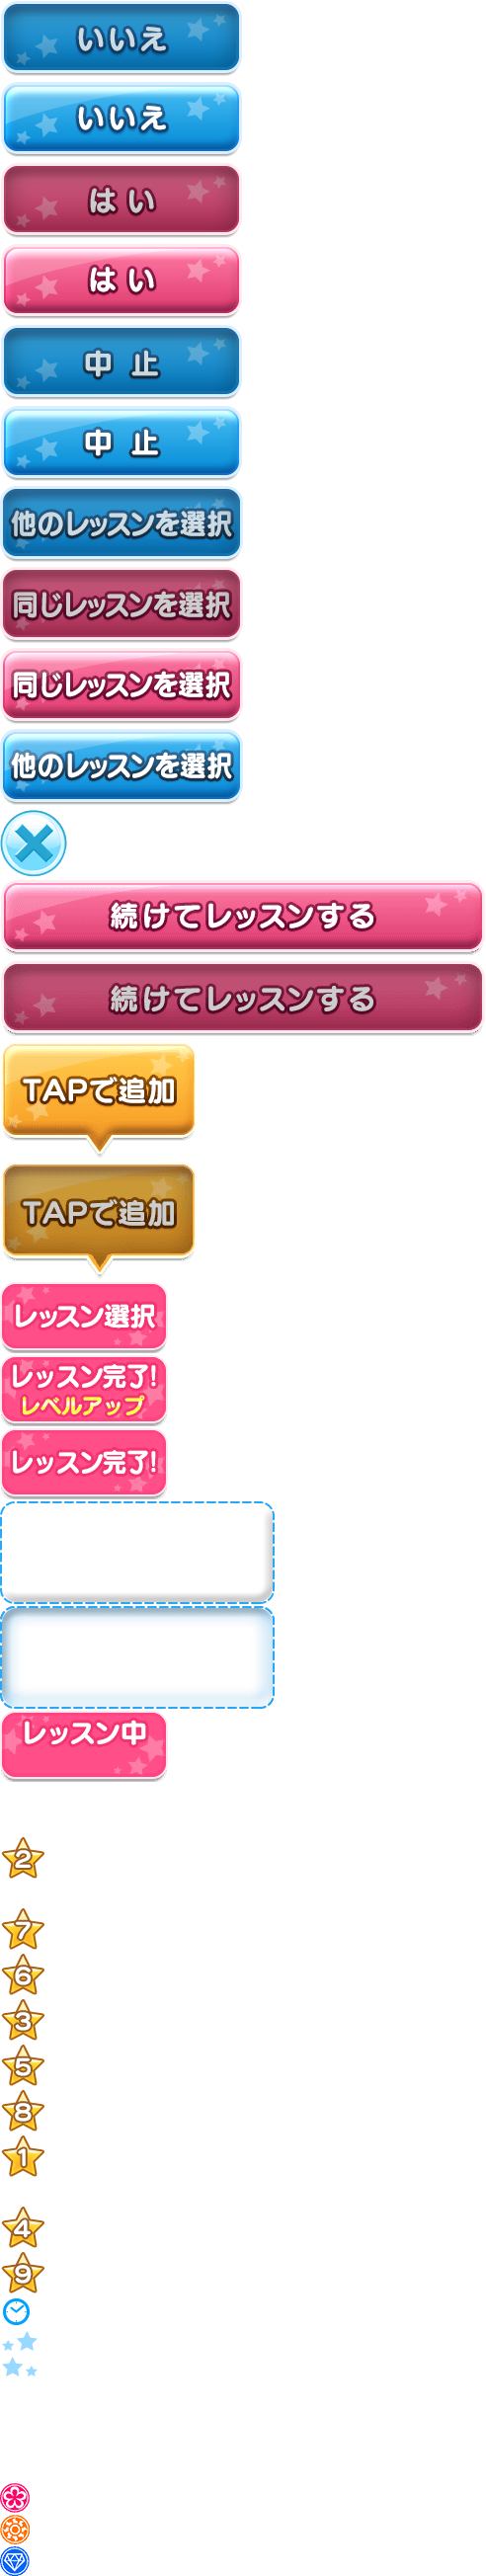 いいえ
いいえ
はい
はい
中 止
中 止
他のレッスンを選択
同じレッスンを選択
同じレッスンを選択
他のレッスンを選択
続けてレッスンする
続けてレッスンする
TAPで追加
TAPで追加
レッスン選択
レッスン完了!
レベルアップ
レッスン完了!
レッスン中
2
7
6
3
5
8
1
4
9